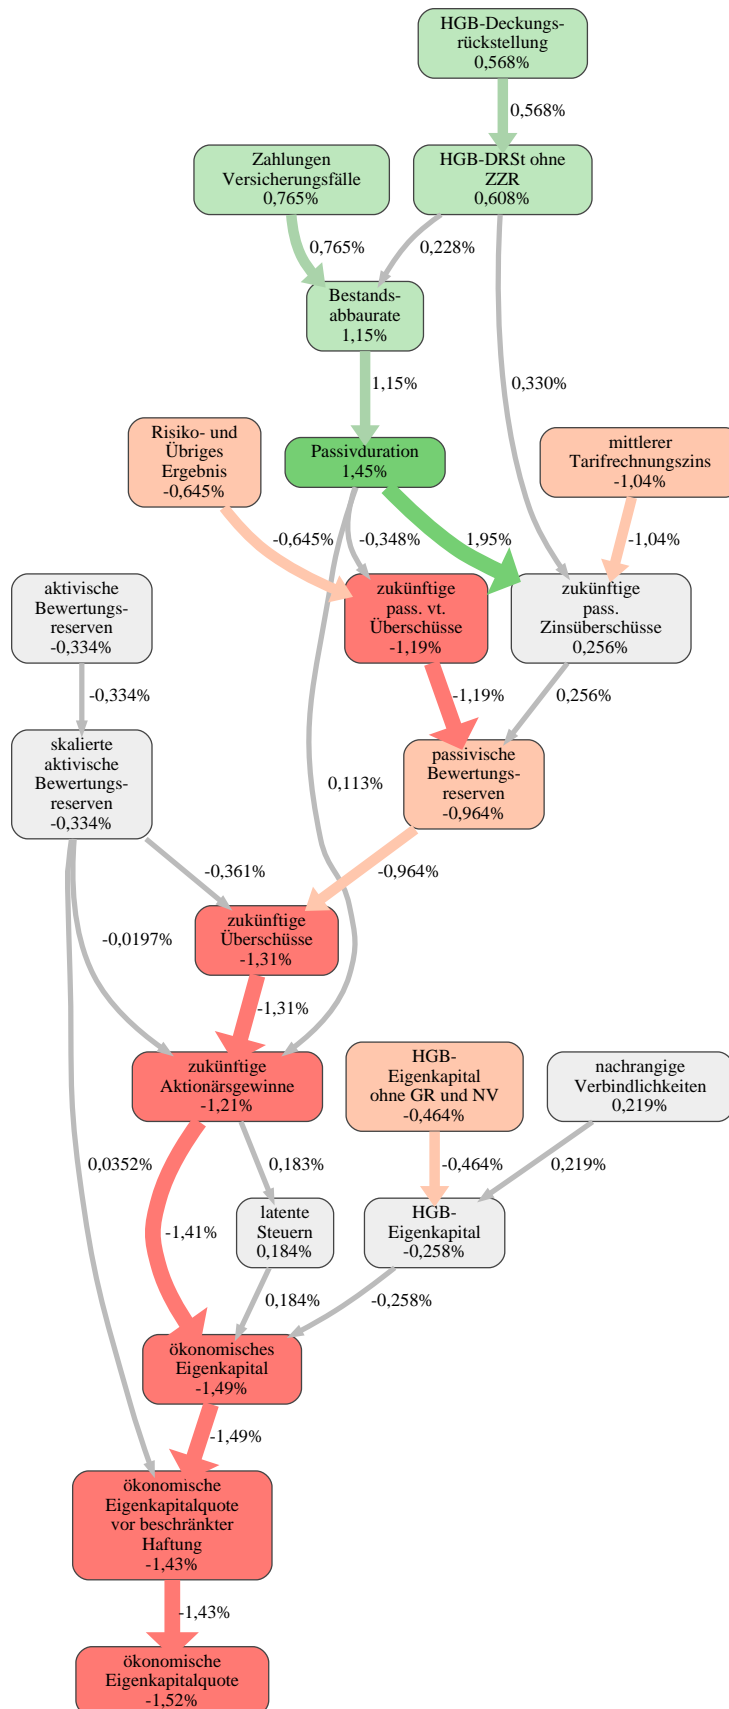 HGB-Deckungs-
rückstellung
0,568%
0,568%
Zahlungen
Versicherungsfälle
0,765%
HGB-DRSt ohne
ZZR
0,608%
0,765%
0,228%
Bestands-
abbaurate
1,15%
0,330%
1,15%
Risiko- und
Übriges
Ergebnis
-0,645%
Passivduration
1,45%
mittlerer
Tarifrechnungszins
-1,04%
-0,645%
-0,348%
1,95%
-1,04%
aktivische
Bewertungs-
reserven
-0,334%
zukünftige
pass. vt.
Überschüsse
-1,19%
zukünftige
pass.
Zinsüberschüsse
0,256%
-0,334%
-1,19%
0,256%
skalierte
aktivische
Bewertungs-
reserven
-0,334%
0,113%
passivische
Bewertungs-
reserven
-0,964%
-0,361%
-0,964%
-0,0197%
zukünftige
Überschüsse
-1,31%
-1,31%
zukünftige
Aktionärsgewinne
-1,21%
HGB-
Eigenkapital
ohne GR und NV
-0,464%
nachrangige
Verbindlichkeiten
0,219%
0,0352%
0,183%
-0,464%
0,219%
-1,41%
latente
Steuern
0,184%
HGB-
Eigenkapital
-0,258%
0,184%
-0,258%
ökonomisches
Eigenkapital
-1,49%
-1,49%
ökonomische
Eigenkapitalquote
vor beschränkter
Haftung
-1,43%
-1,43%
ökonomische
Eigenkapitalquote
-1,52%